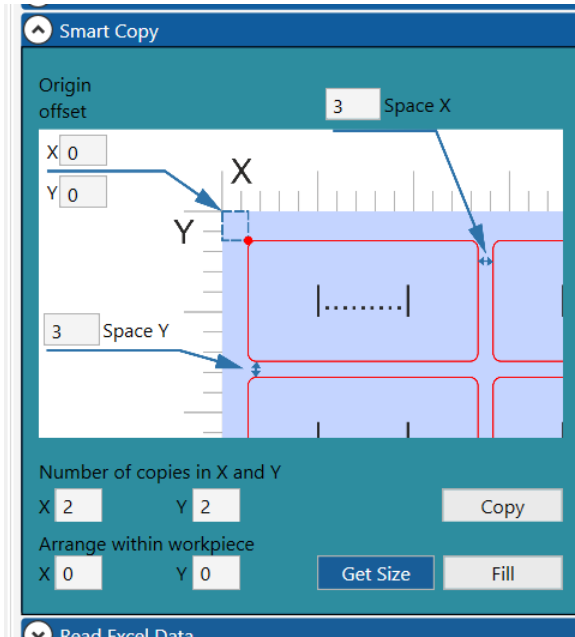 Smart Copy
Origin
offset
3 Space X
X 0
Y 0
X
Y
|.........|
3 Space Y
Number of copies in X and Y
X 2 Y 2 Copy
Arrange within workpiece
X 0 Y 0 Get Size Fill
Read Excel Data